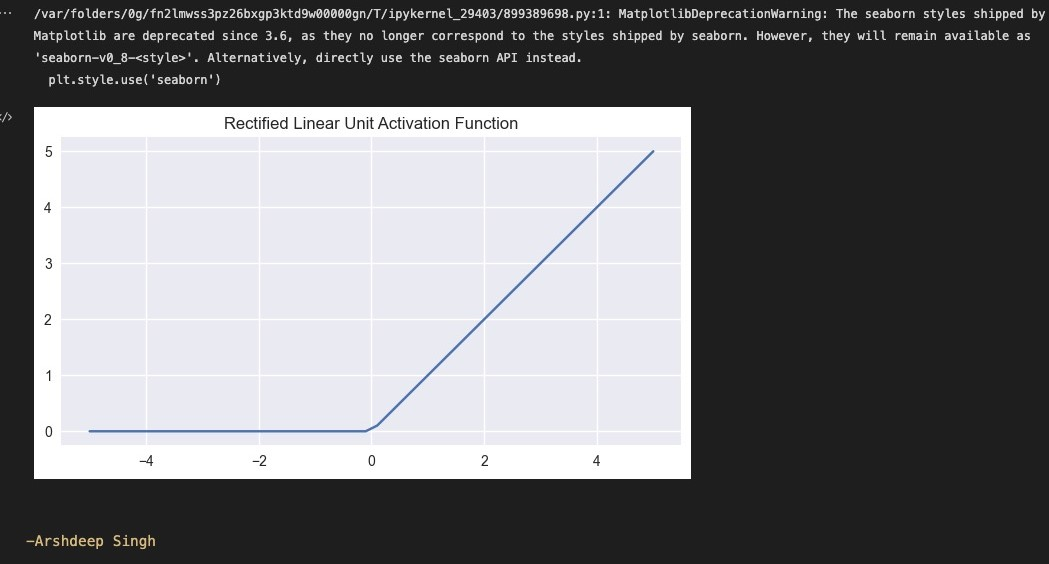 /var/folders/0g/fn2lmwss3pz26bxgp3ktd9w00000gn/T/ipykernel_29403/899389698.py:1: MatplotlibDeprecationWarning: The seaborn styles shipped by
Matplotlib are deprecated since 3.6, as they no longer correspond to the styles shipped by seaborn. However, they will remain available as
'seaborn-v0_8-<style>'. Alternatively, directly use the seaborn API instead.
plt.style.use('seaborn')
Rectified Linear Unit Activation Function
5
4
3
2
1
0
−4 −2 0 2 4
-Arshdeep Singh